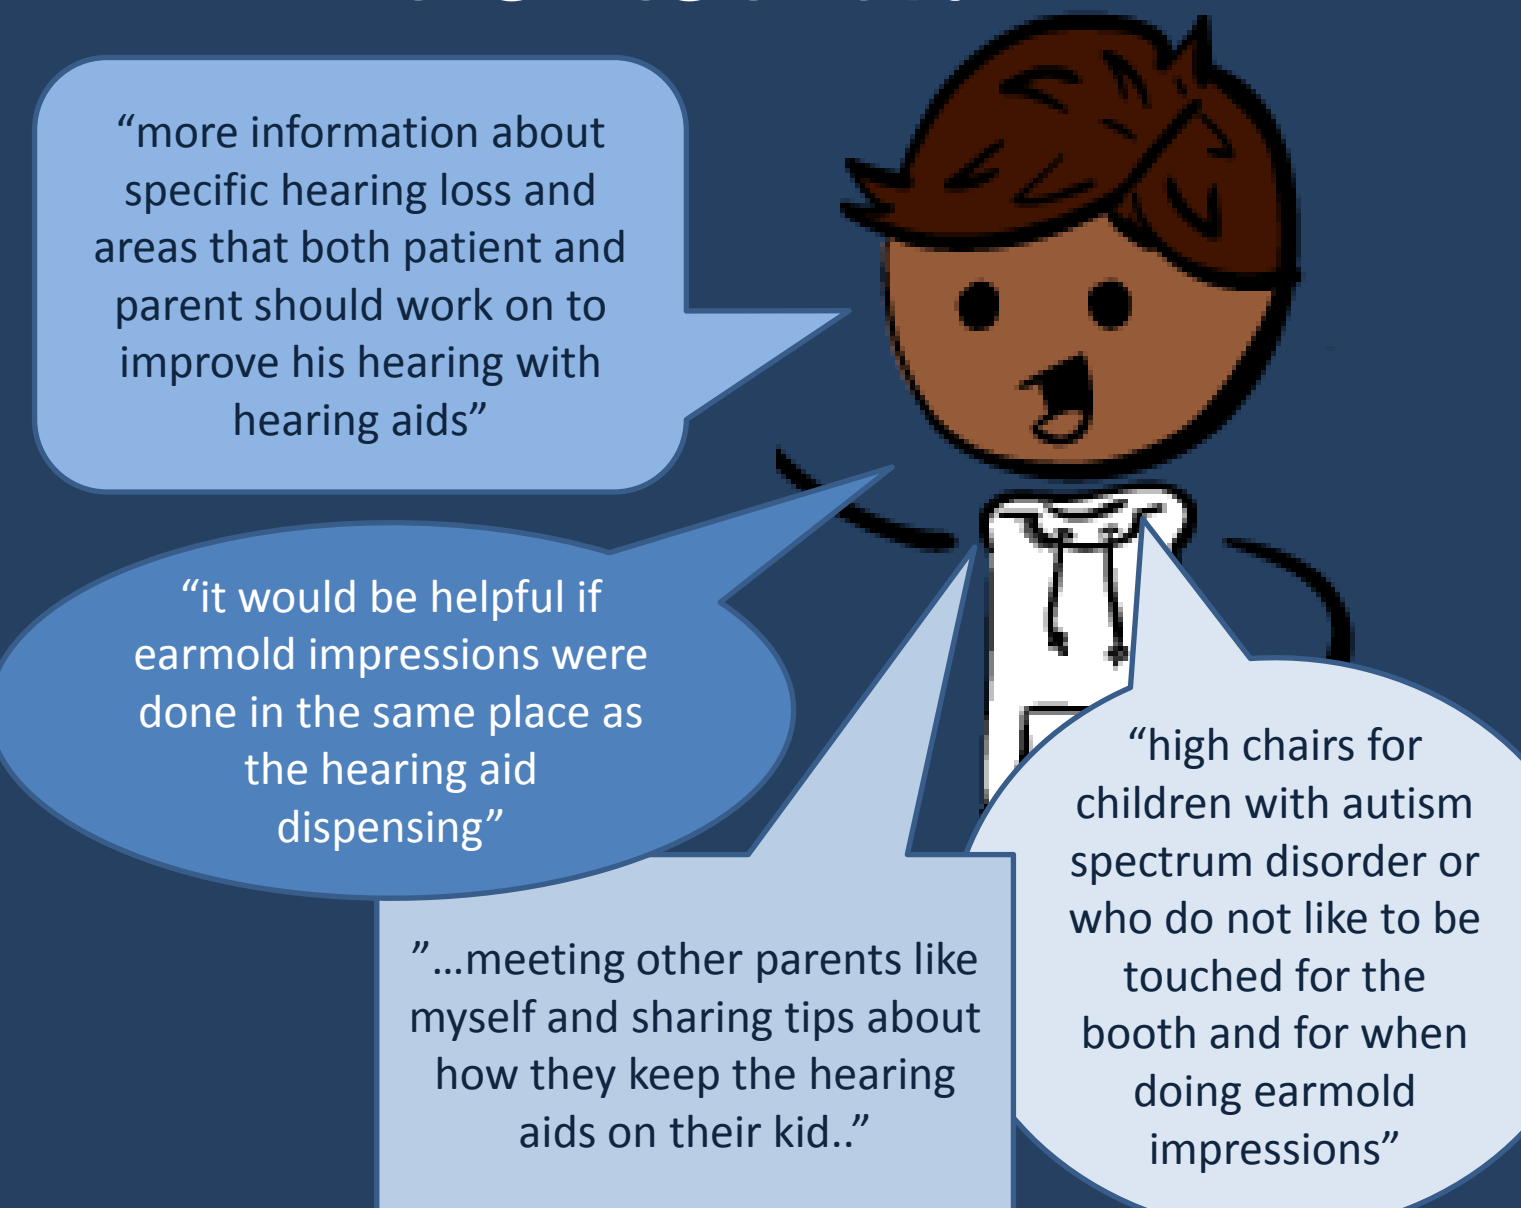 “more information about
specific hearing loss and
areas that both patient and
parent should work on to
improve his hearing with
hearing aids”
“it would be helpful if
earmold impressions were
done in the same place as
the hearing aid
dispensing”
”…meeting other parents like
myself and sharing tips about
how they keep the hearing
aids on their kid..”
“high chairs for
children with autism
spectrum disorder or
who do not like to be
touched for the
booth and for when
doing earmold
impressions”